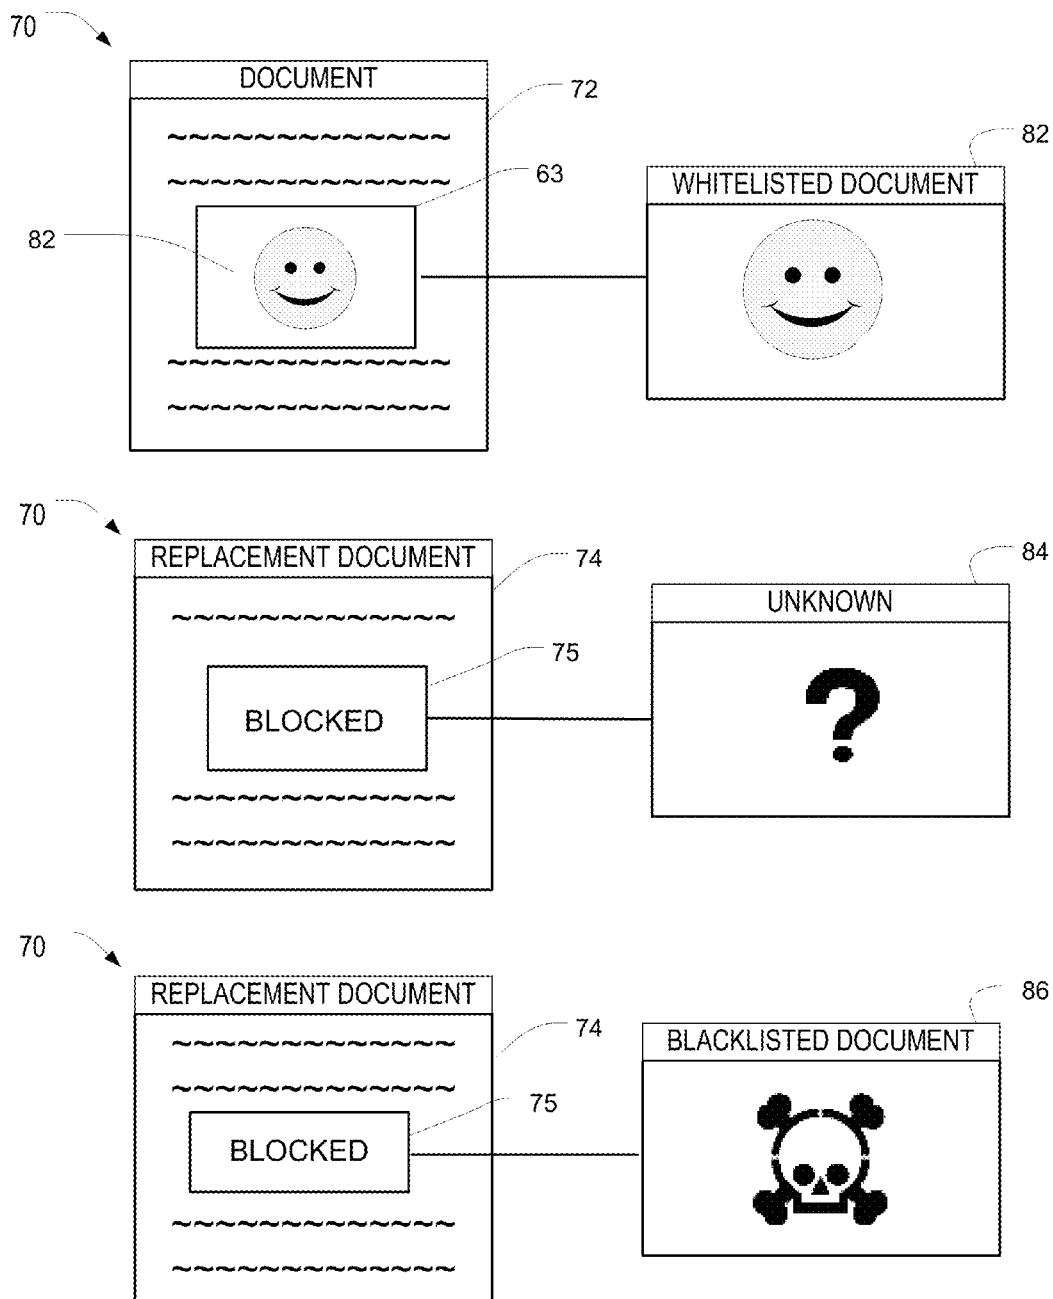 70
DOCUMENT
72
82
63
WHITELISTED DOCUMENT
82
70
REPLACEMENT DOCUMENT
74
84
UNKNOWN
75
BLOCKED
?
70
REPLACEMENT DOCUMENT
74
86
BLACKLISTED DOCUMENT
75
BLOCKED